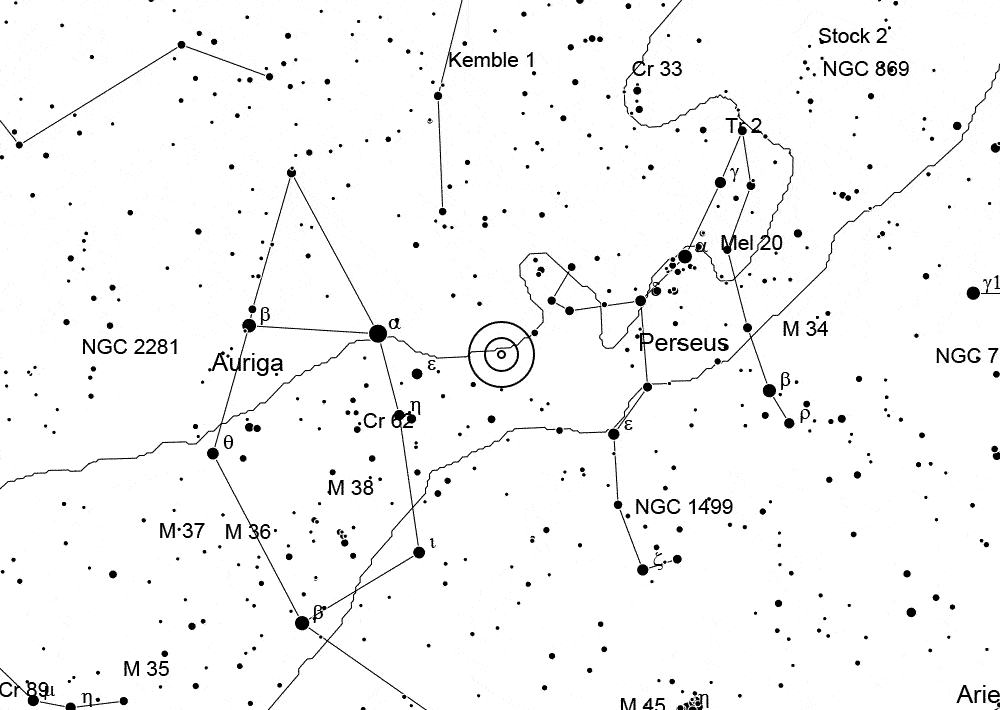 Stock 2
Kemble 1
Cr 33
NGC 869
Tr 2
γ
α
Mel 20
γ1
β
α
δ
M 34
NGC 2281
Perseus
NGC 7
Auriga
ε
β
η
ρ
Cr 62
ε
θ
M 38
NGC 1499
M 37
M 36
ι
ζ
β
M 35
Cr 89
μ
η
M 45
η
Arie